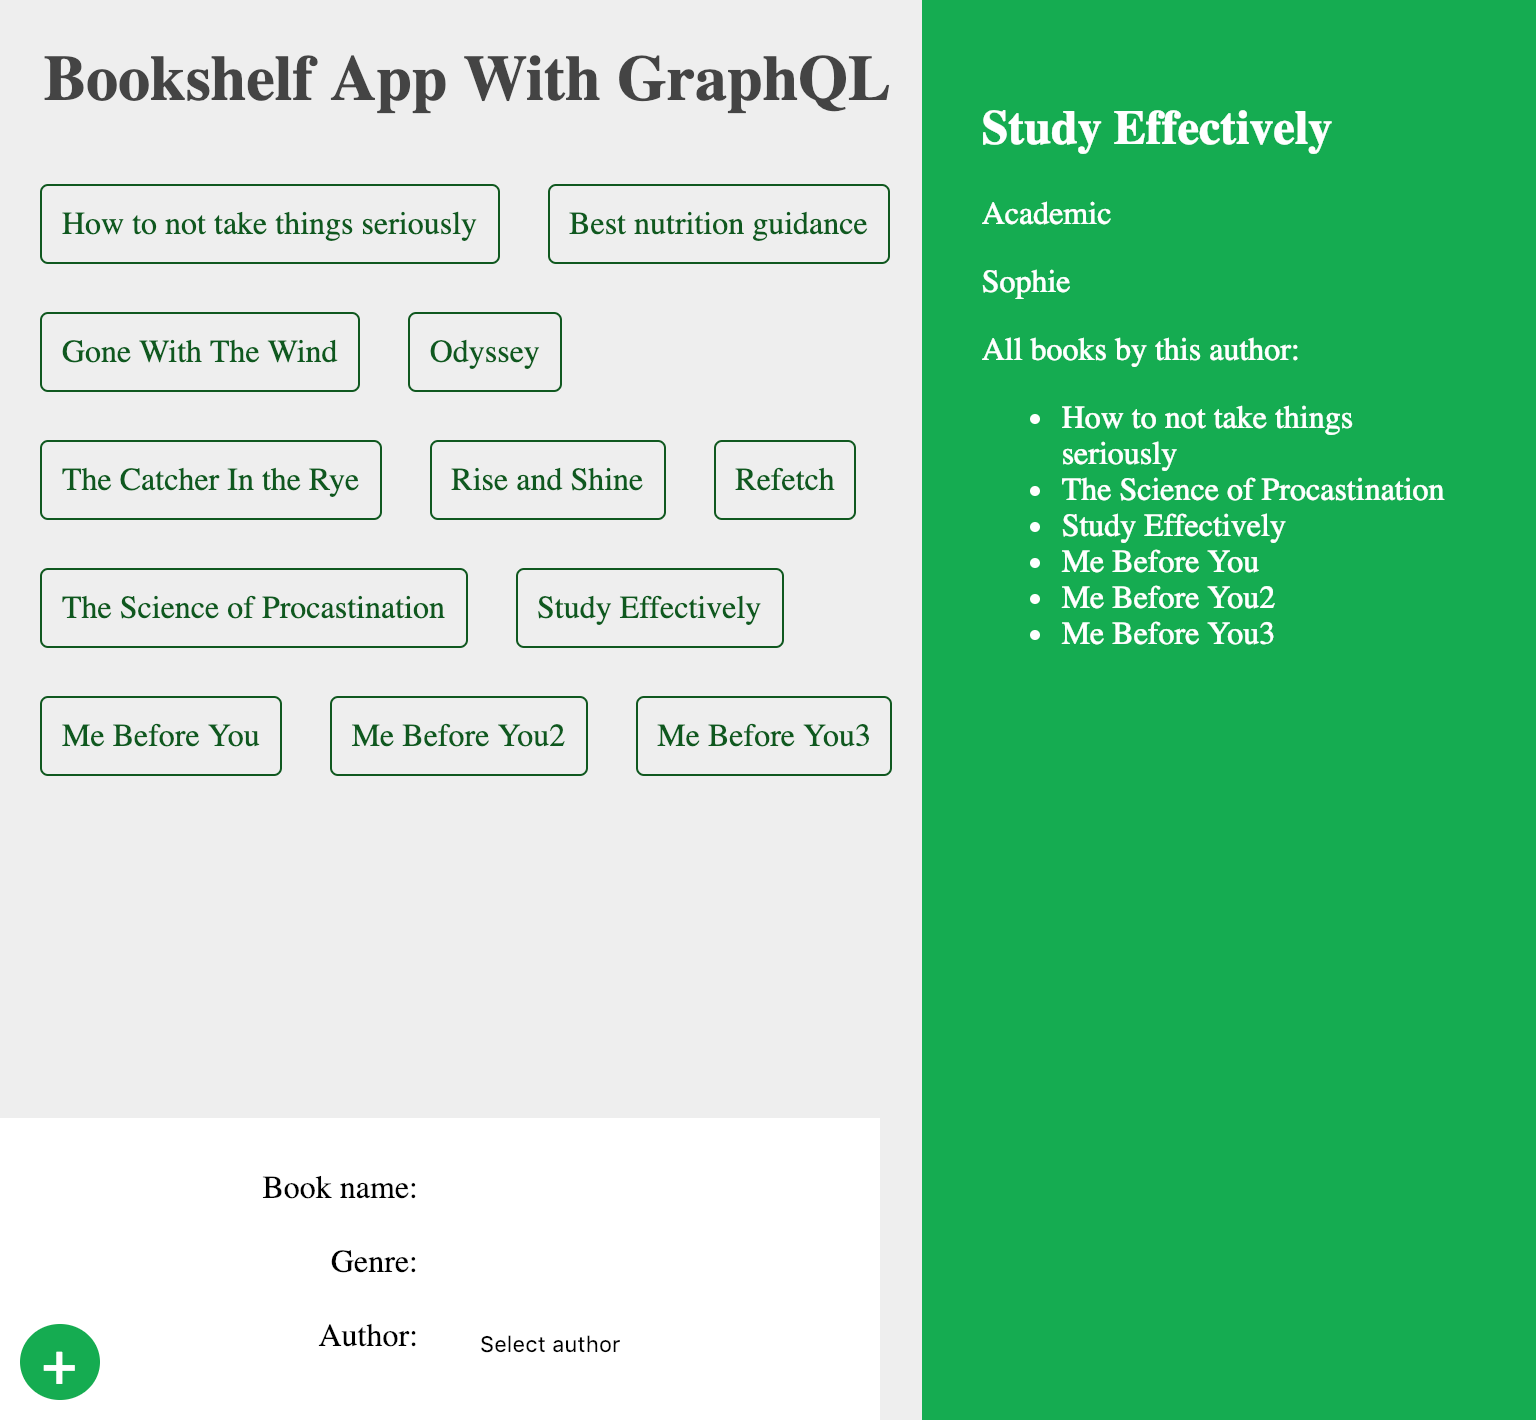 Bookshelf App With GraphQL
How to not take things seriously
Best nutrition guidance
Gone With The Wind
Odyssey
The Catcher In the Rye
Rise and Shine
Refetch
The Science of Procastination
Study Effectively
Me Before You
Me Before You2
Me Before You3
Book name:
Genre:
Author:
Select author
+
Study Effectively
Academic
Sophie
All books by this author:
• How to not take things
seriously
• The Science of Procastination
• Study Effectively
• Me Before You
• Me Before You2
• Me Before You3